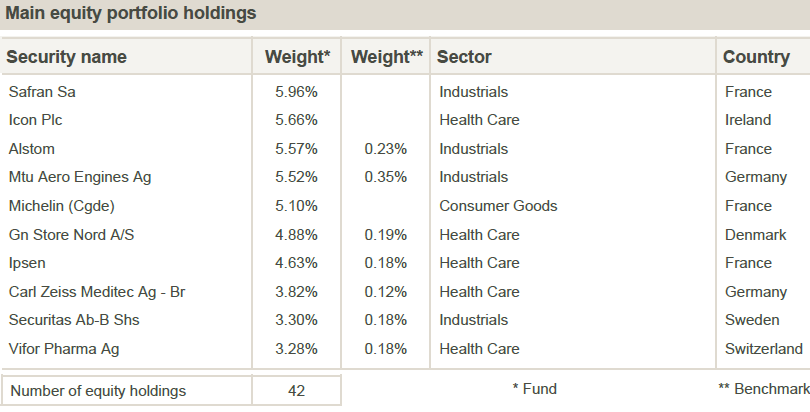 Main equity portfolio holdings
Security name Weight* Weight** Sector Country
Safran Sa 5.96% Industrials France
Icon Plc 5.66% Health Care Ireland
Alstom 5.57% 0.23% Industrials France
Mtu Aero Engines Ag 5.52% 0.35% Industrials Germany
Michelin (Cgde) 5.10% Consumer Goods France
Gn Store Nord A/S 4.88% 0.19% Health Care Denmark
Ipsen 4.63% 0.18% Health Care France
Carl Zeiss Meditec Ag - Br 3.82% 0.12% Health Care Germany
Securitas Ab-B Shs 3.30% 0.18% Industrials Sweden
Vifor Pharma Ag 3.28% 0.18% Health Care Switzerland
Number of equity holdings 42 * Fund ** Benchmark